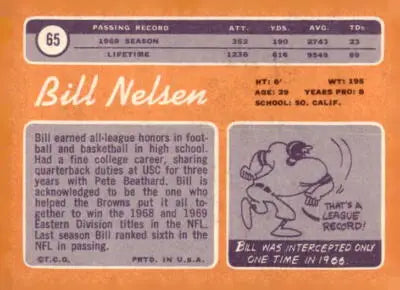 65
PASSING RECORD ATT. YDS. AVG. TDs
1969 SEASON 352 190 2743 23
LIFETIME 1236 616 9549 69
Bill Nelsen
HT: 6' WT: 195
AGE: 29 YEARS PRO: 8
SCHOOL: SO. CALIF.
Bill earned all-league honors in foot-
ball and basketball in high school.
Had a fine college career, sharing
quarterback duties at USC for three
years with Pete Beathard. Bill is
acknowledged to be the one who
helped the Browns put it all to-
gether to win the 1968 and 1969
Eastern Division titles in the NFL.
Last season Bill ranked sixth in the
NFL in passing.
©T.C.G. PRTD. IN U.S.A.
THAT'S A
LEAGUE
RECORD!
BILL WAS INTERCEPTED ONLY
ONE TIME IN 1966...